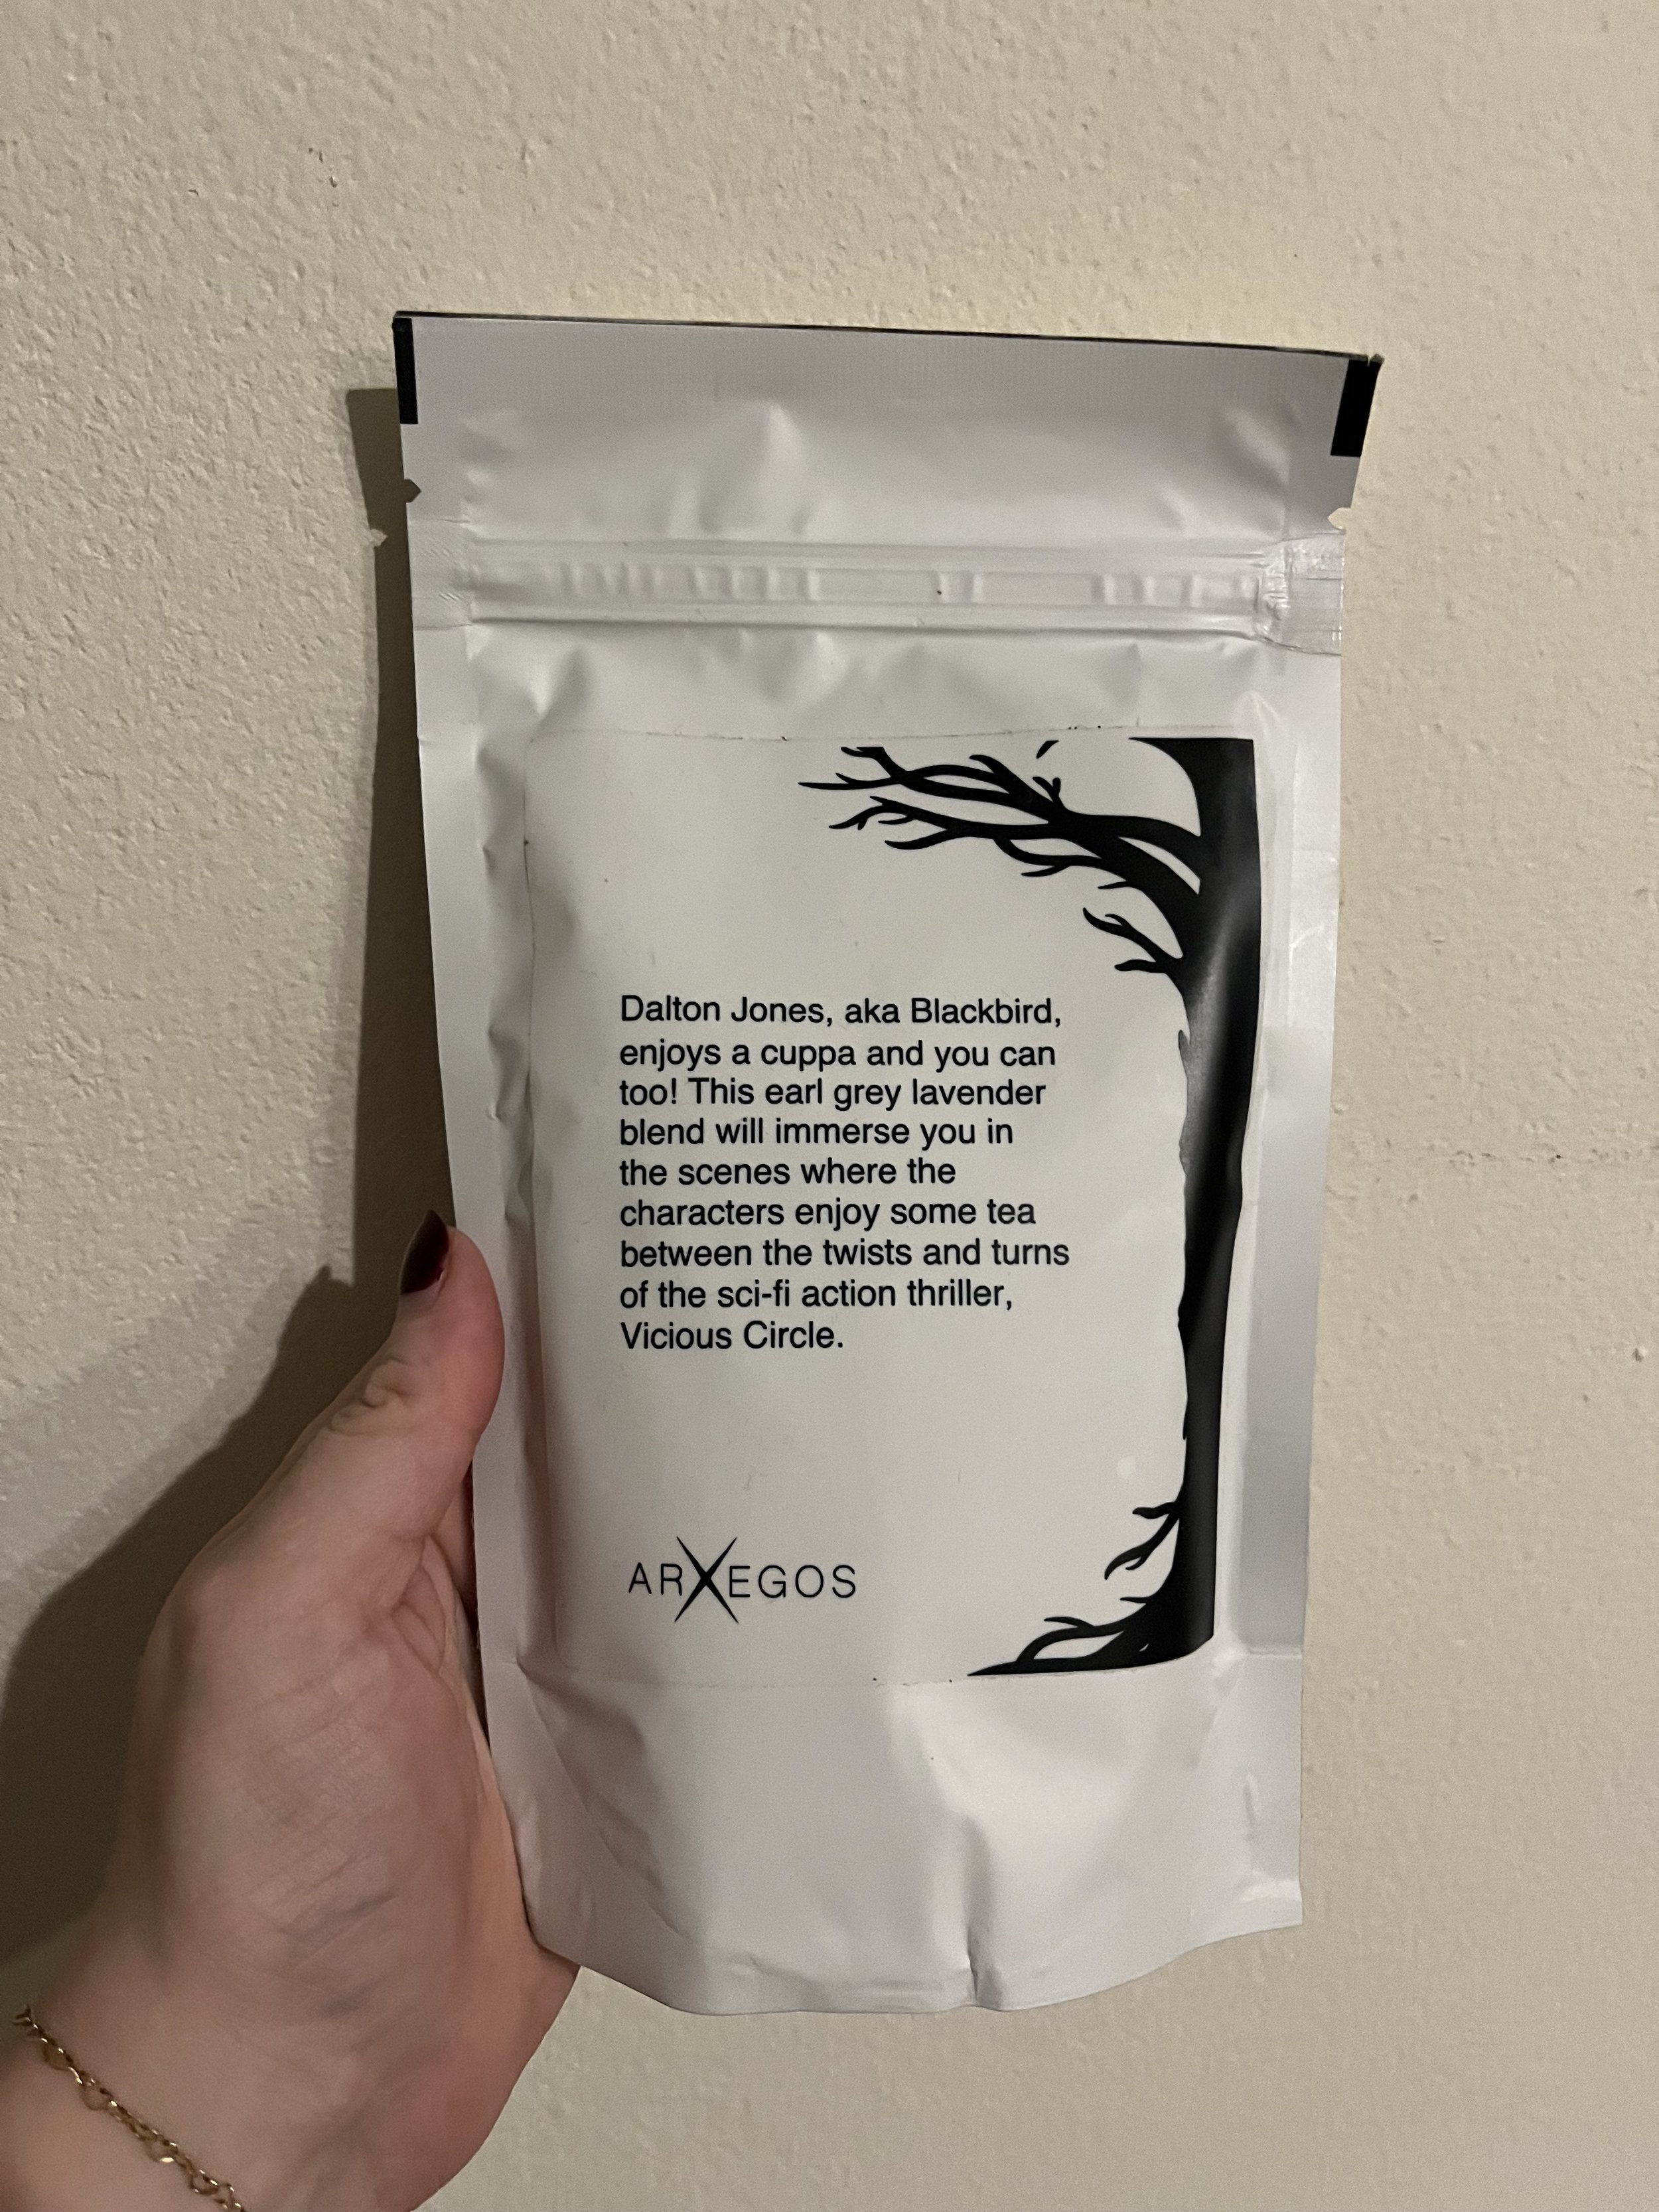 Dalton Jones, aka Blackbird,
enjoys a cuppa and you can
too! This earl grey lavender
blend will immerse you in
the scenes where the
characters enjoy some tea
between the twists and turns
of the sci-fi action thriller,
Vicious Circle.
ARXEGOS